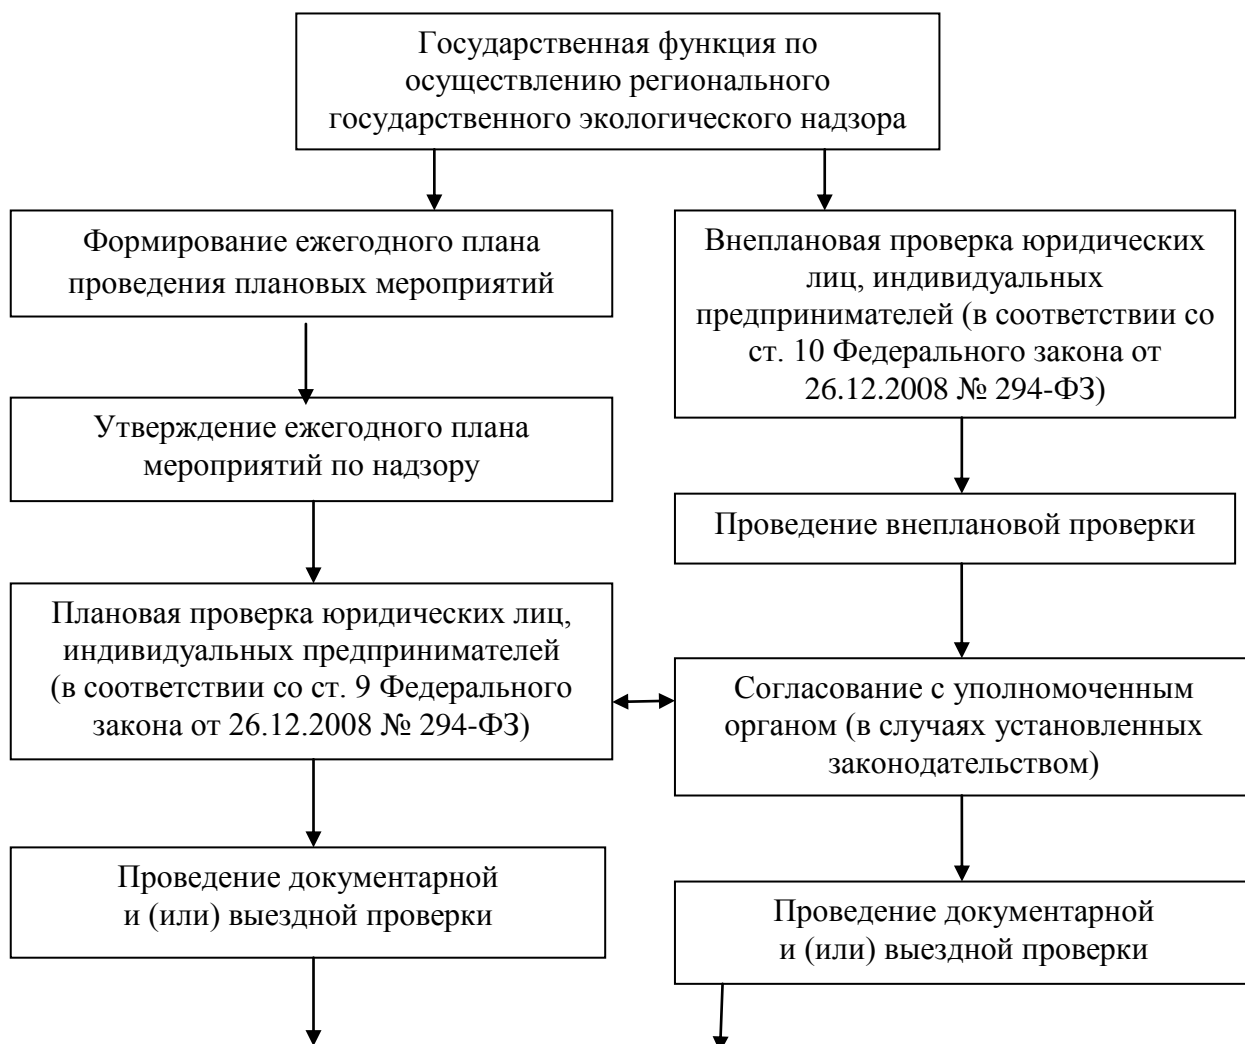 Государственная функция по
осуществлению регионального
государственного экологического надзора
Формирование ежегодного плана
проведения плановых мероприятий
Внеплановая проверка юридических
лиц, индивидуальных
предпринимателей (в соответствии со
ст. 10 Федерального закона от
26.12.2008 № 294-ФЗ)
Утверждение ежегодного плана
мероприятий по надзору
Проведение внеплановой проверки
Плановая проверка юридических лиц,
индивидуальных предпринимателей
(в соответствии со ст. 9 Федерального
закона от 26.12.2008 № 294-ФЗ)
Согласование с уполномоченным
органом (в случаях установленных
законодательством)
Проведение документарной
и (или) выездной проверки
Проведение документарной
и (или) выездной проверки